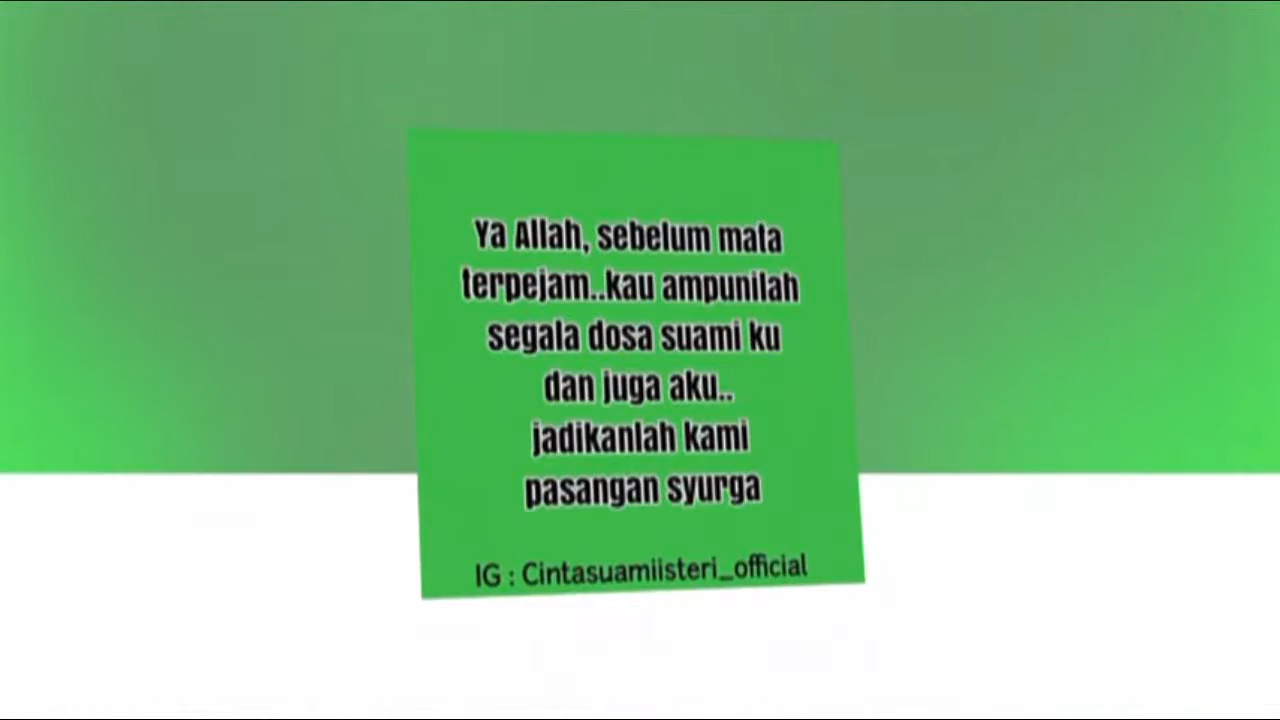 Ya Allah, sebelum mata
terpejam..kau ampunilah
segala dosa suami ku
dan juga aku..
jadikanlah kami
pasangan syurga
IG : Cintasuamiisteri_official